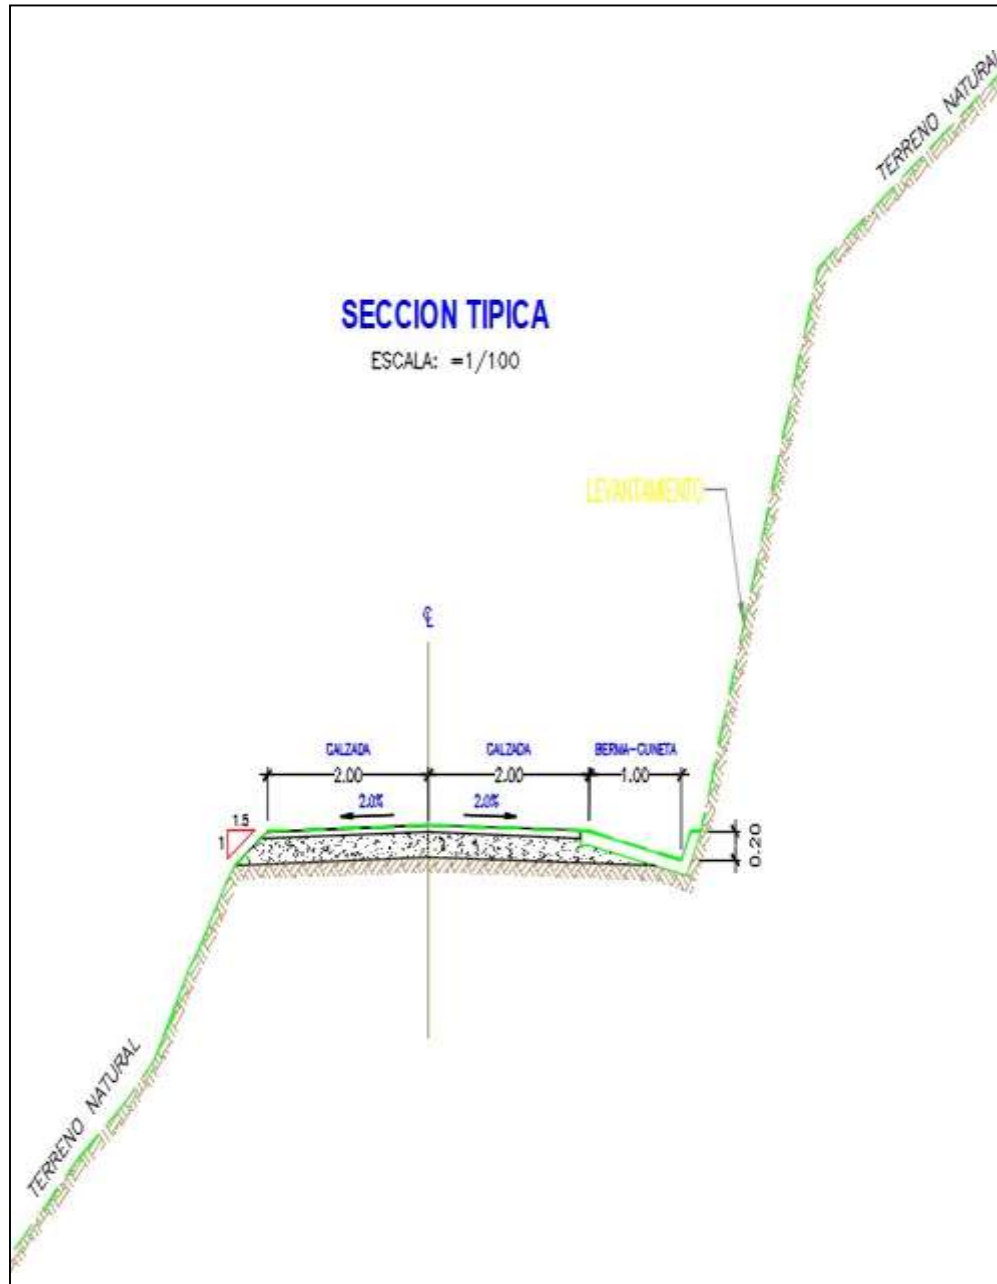 TERRENO NATURAL
SECCION TIPICA
ESCALA: =1/100
LEVANTAMIENTO
℄
CALZADA
CALZADA
BERMA-CUNETA
2.00
2.00
1.00
2.0%
2.0%
1.5
1
0.20
TERRENO NATURAL